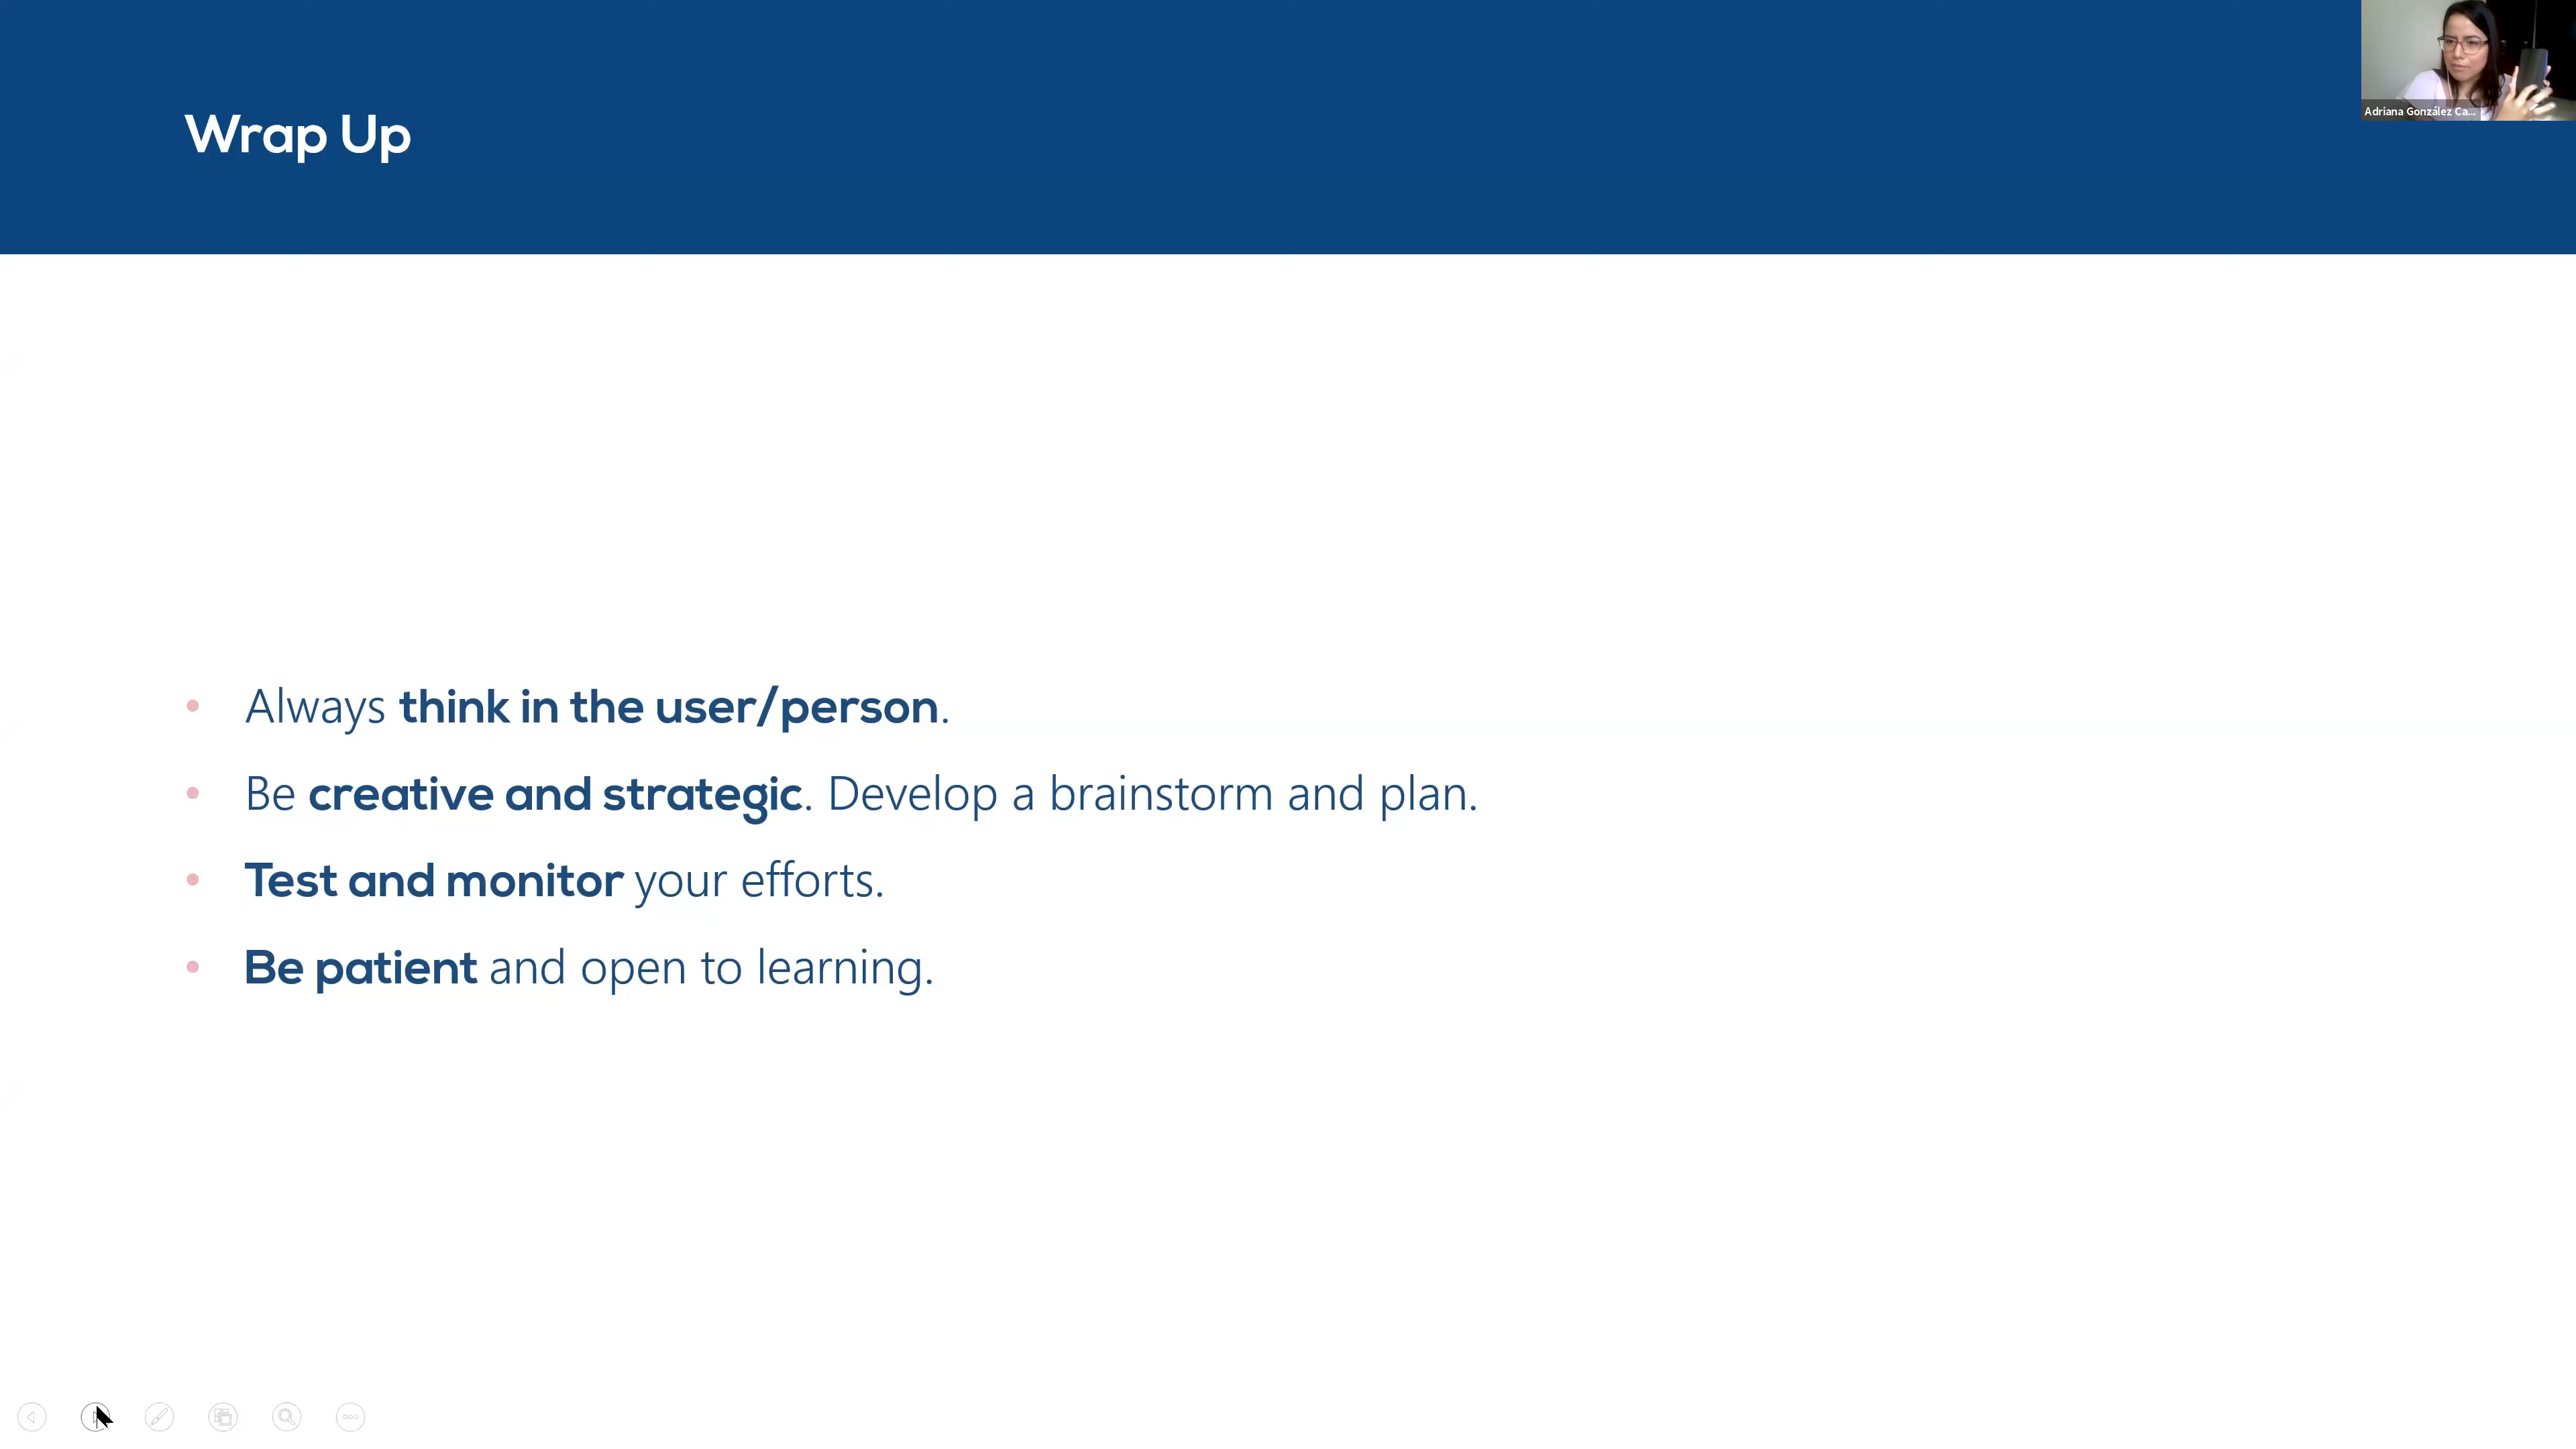 Wrap Up
Adriana González Ca...
• Always think in the user/person.
• Be creative and strategic. Develop a brainstorm and plan.
• Test and monitor your efforts.
• Be patient and open to learning.